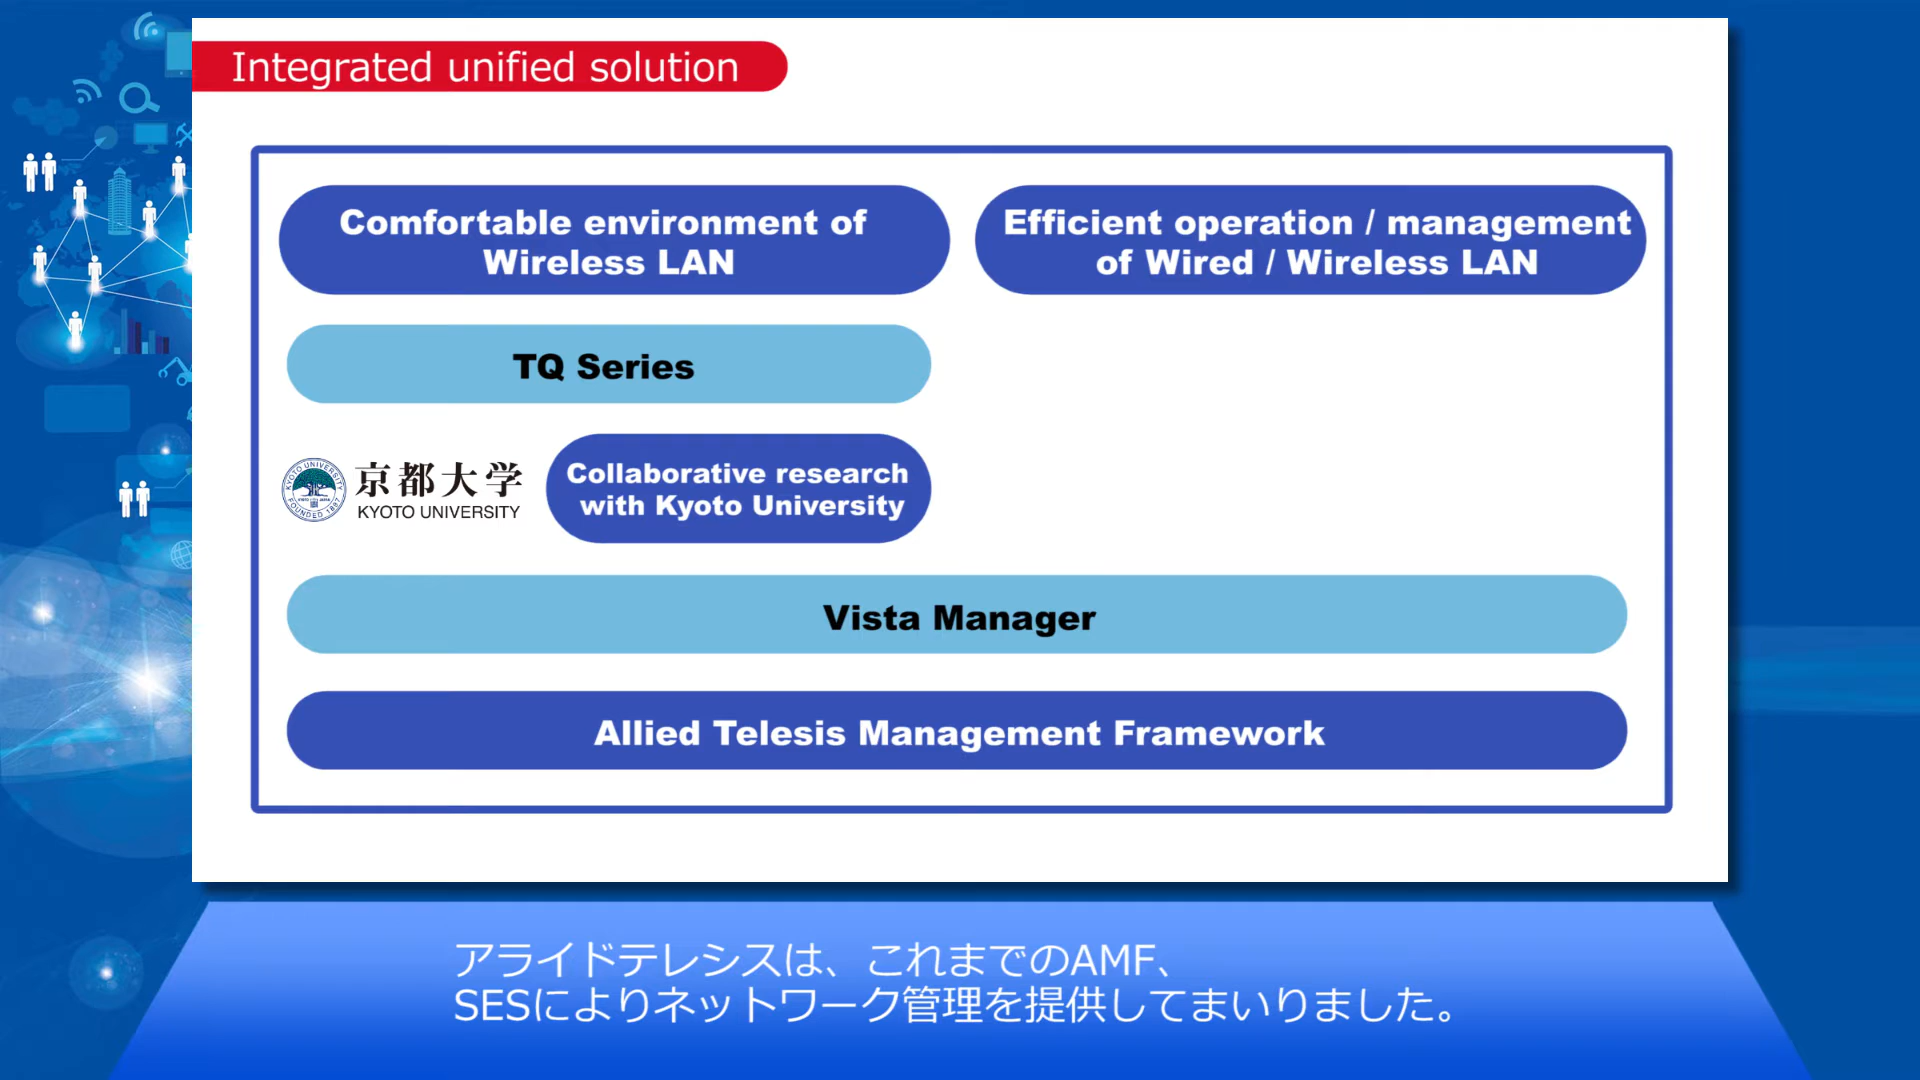 Integrated unified solution
Comfortable environment of
Wireless LAN
Efficient operation / management
of Wired / Wireless LAN
TQ Series
KYOTO UNIVERSITY
FOUNDED 1897
京都大学
KYOTO UNIVERSITY
Collaborative research
with Kyoto University
Vista Manager
Allied Telesis Management Framework
アライドテレシスは、これまでのAMF、
SESによりネットワーク管理を提供してまいりました。